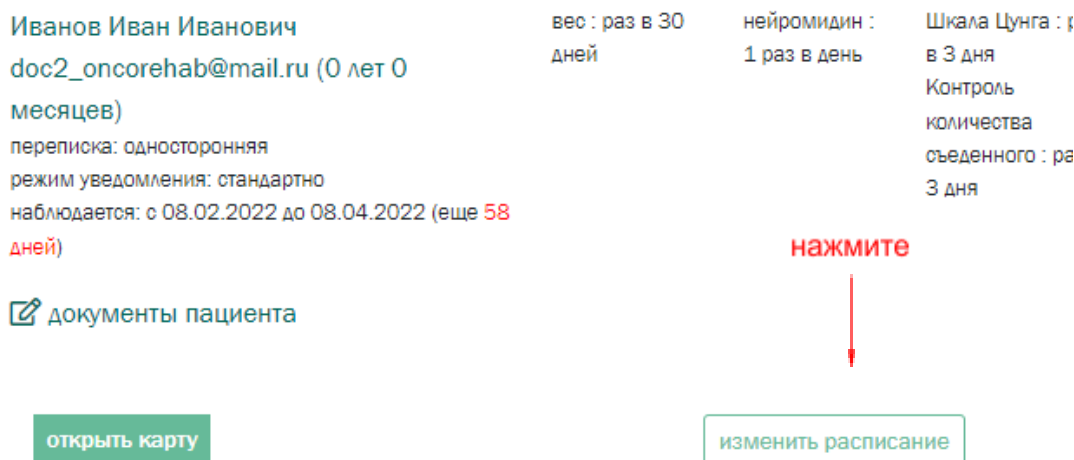 Иванов Иван Иванович
doc2_oncorehab@mail.ru (0 лет 0
месяцев)
переписка: односторонняя
режим уведомления: стандартно
наблюдается: с 08.02.2022 до 08.04.2022 (еще 58
дней)
документы пациента
открыть карту
вес : раз в 30
дней
нейромидин :
1 раз в день
Шкала Цунга :
в 3 дня
Контроль
количества
съеденного :
3 дня
нажмите
изменить расписание